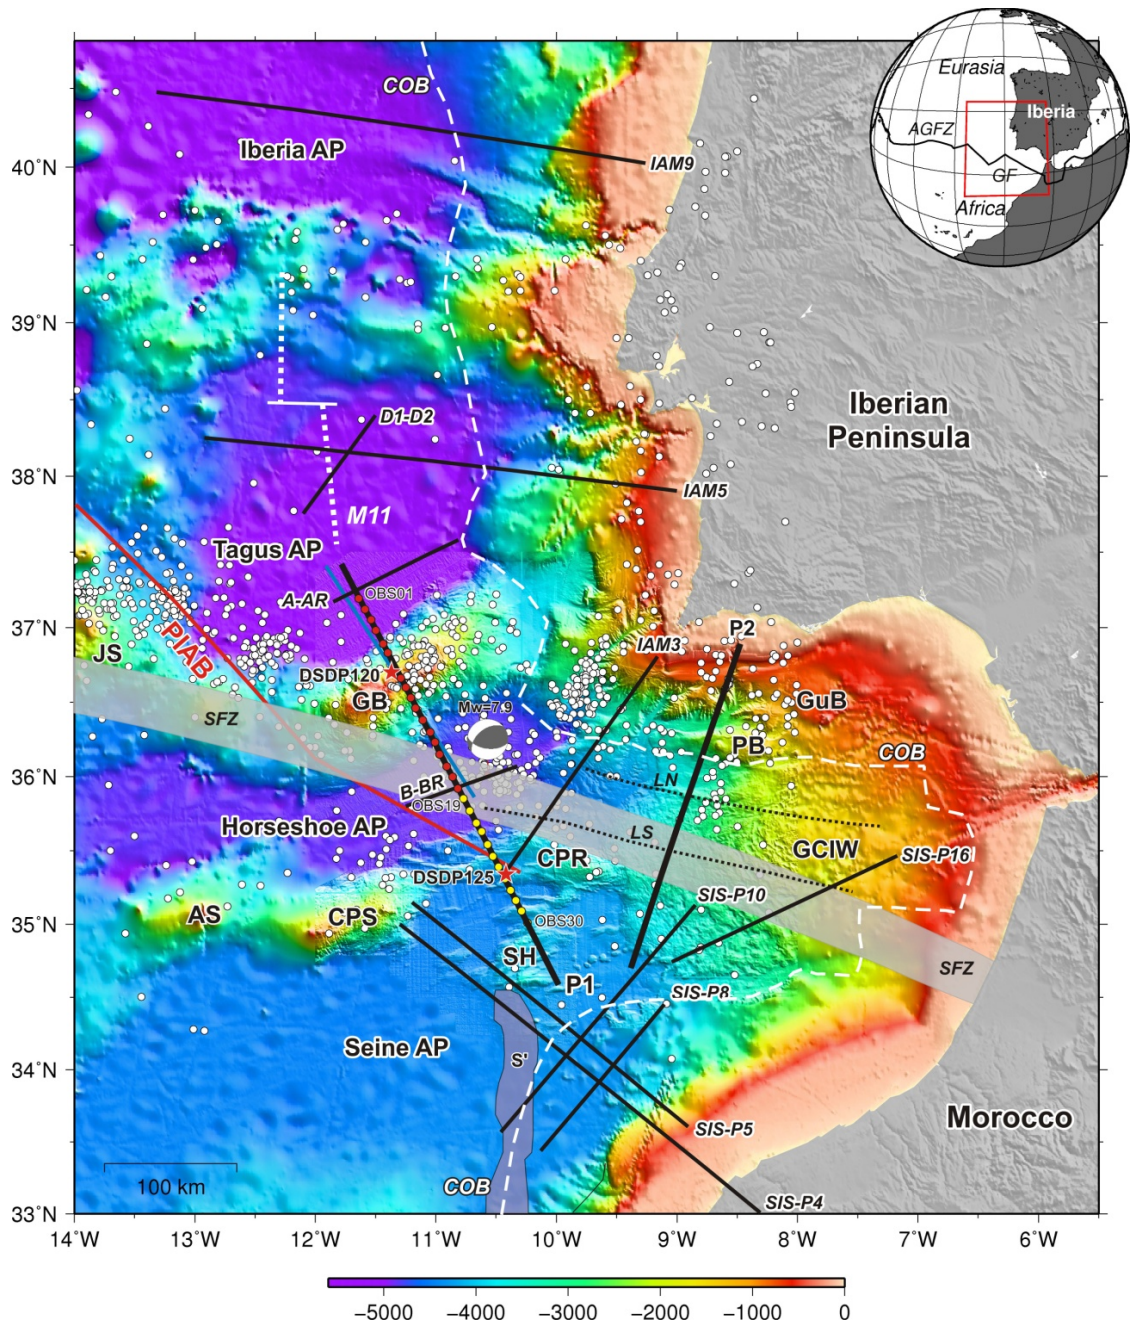 COB
Eurasia
Iberia
AGFZ
GF
Africa
Iberia AP
IAM9
40°N
39°N
D1-D2
Iberian
Peninsula
38°N
IAM5
M11
Tagus AP
A-AR
OBS01
37°N
P2
PIAB
IAM3
JS
DSDP120
GB
Mw=7.9
GuB
SFZ
PB
COB
36°N
B-BR
LN
OBS19
Horseshoe AP
LS
GCIW
CPR
SIS-P16
DSDP125
SIS-P10
35°N
AS
CPS
OBS30
SH
SFZ
P1
SIS-P8
Seine AP
S'
34°N
Morocco
SIS-P5
100 km
COB
SIS-P4
33°N
14°W 13°W 12°W 11°W 10°W 9°W 8°W 7°W 6°W
−5000 −4000 −3000 −2000 −1000 0